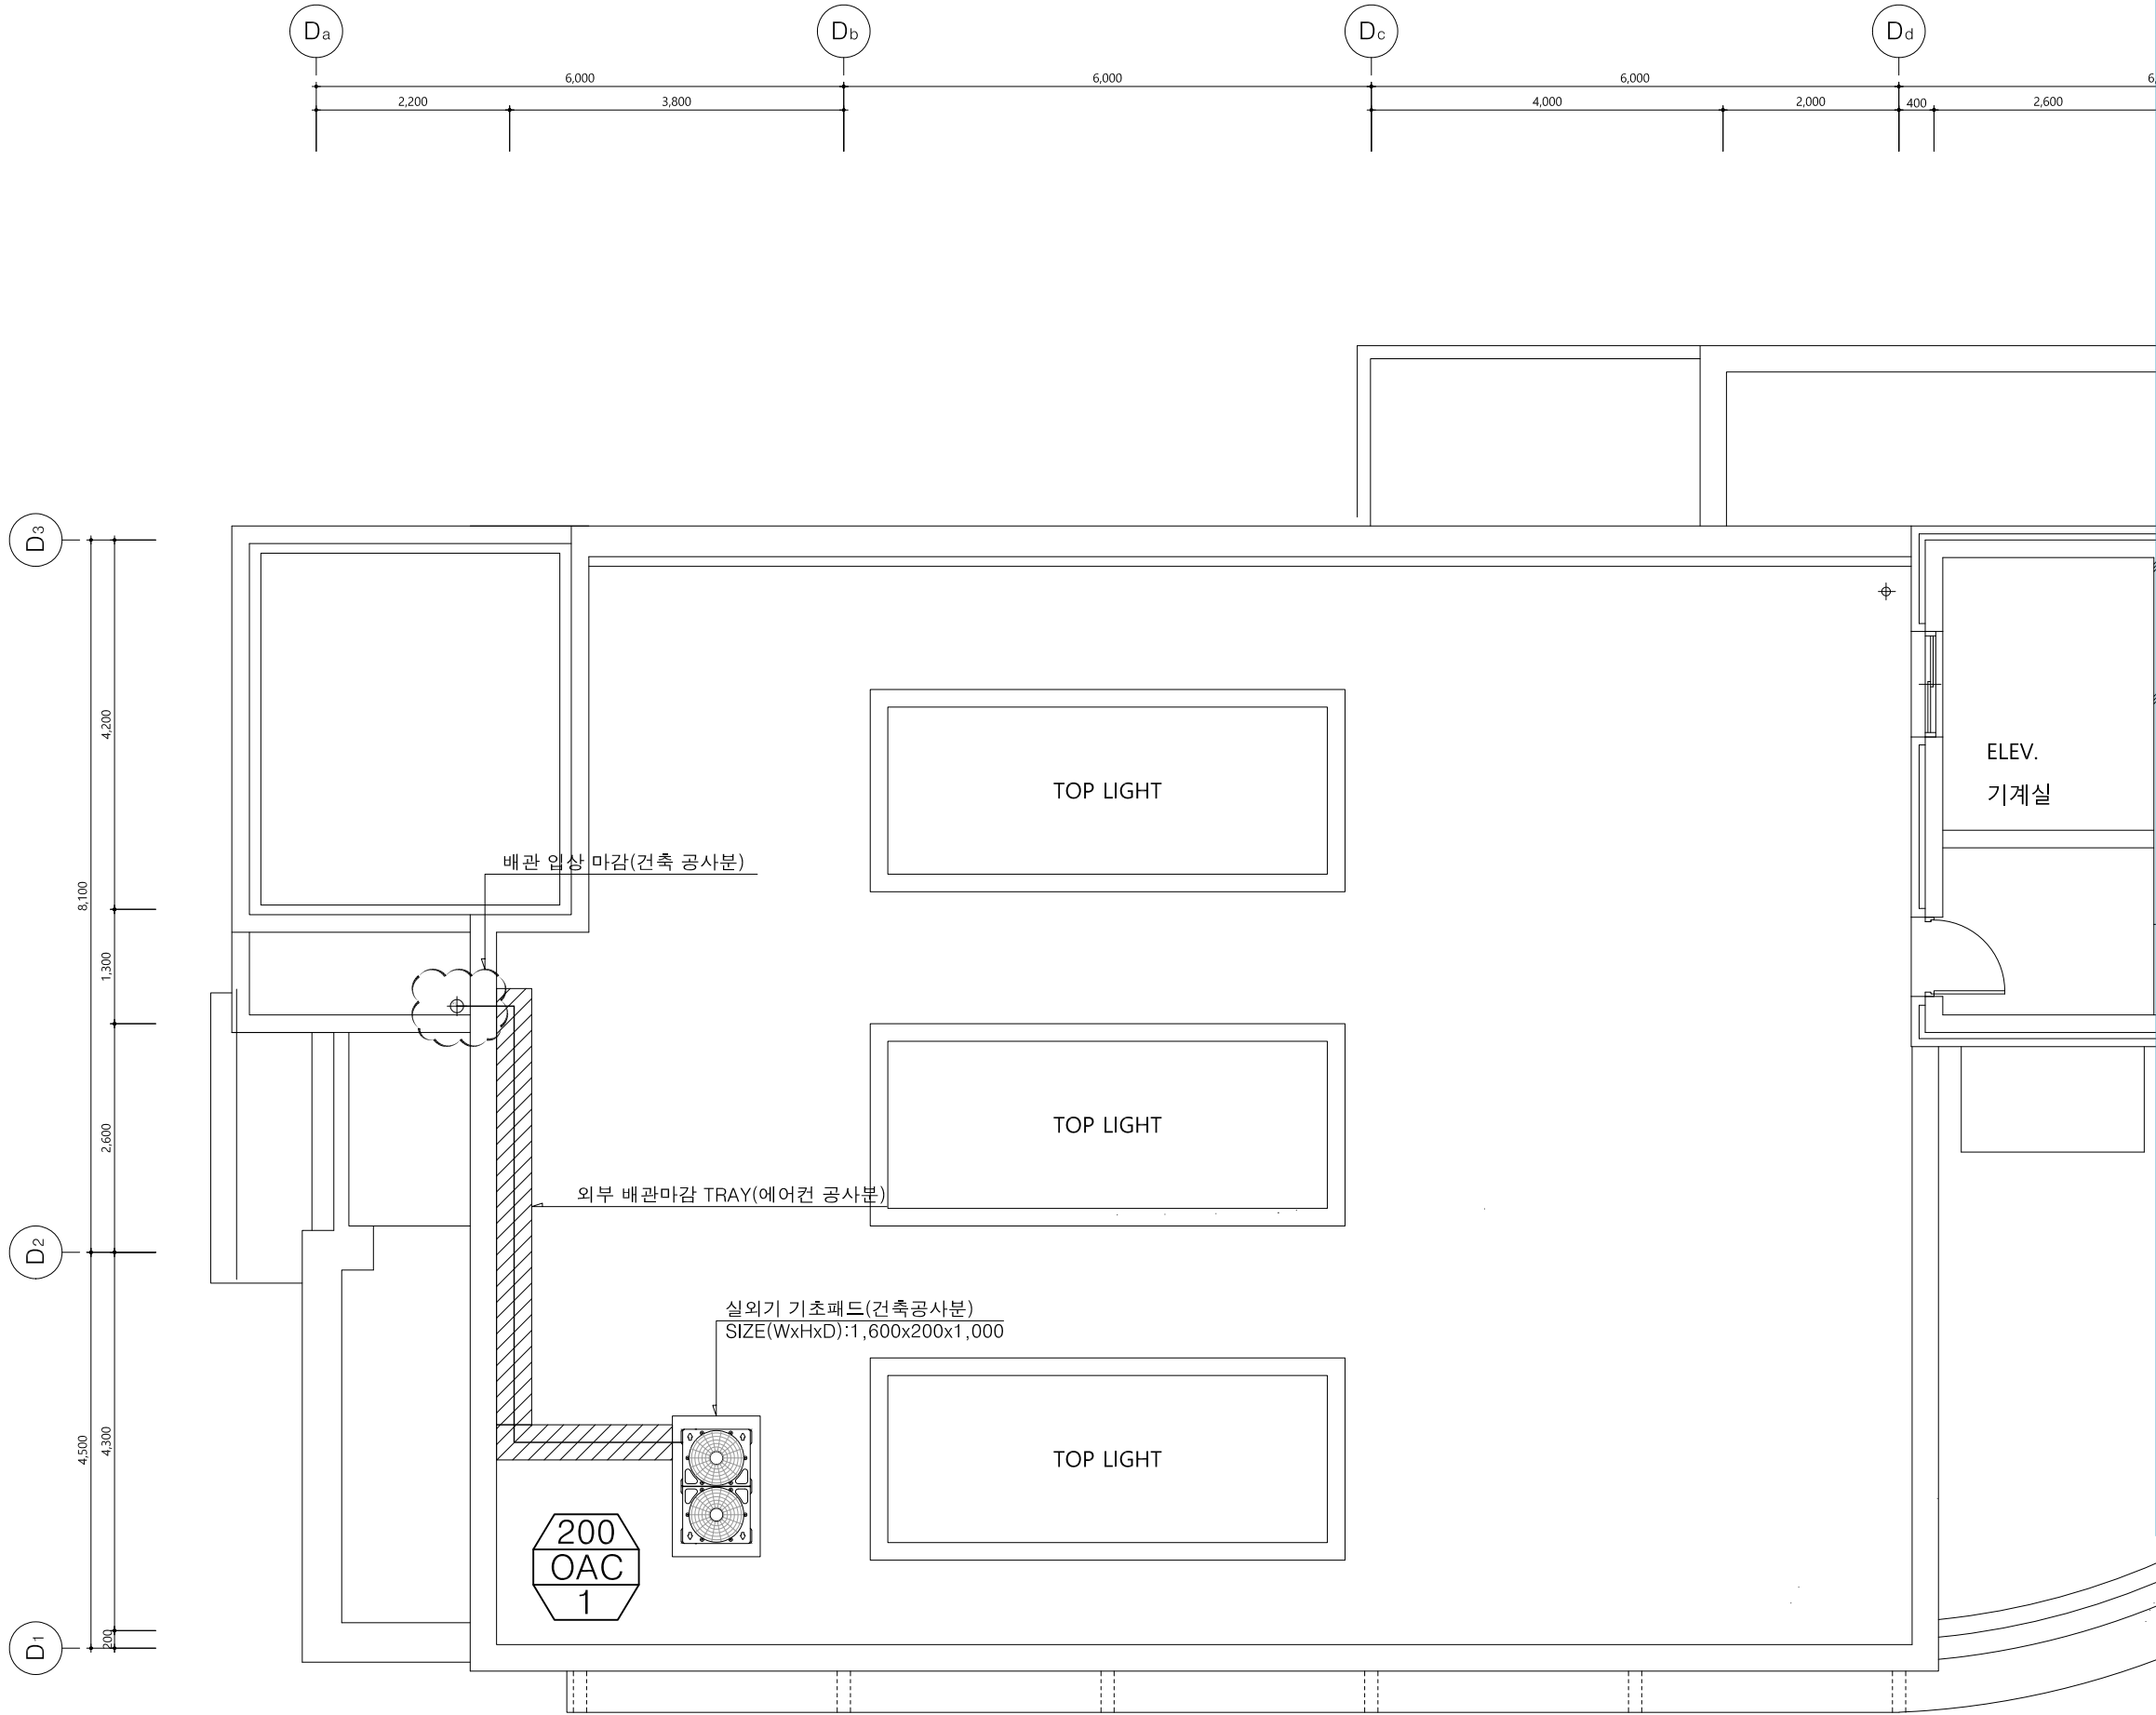 Da
Db
Dc
Dd
6,000
6,000
6,000
2,200
3,800
4,000
2,000
400
2,600
D3
D2
D1
8,100
4,500
4,200
1,300
2,600
4,300
200
TOP LIGHT
ELEV.
기계실
배관 입상 마감(건축 공사분)
TOP LIGHT
외부 배관마감 TRAY(에어컨 공사분)
실외기 기초패드(건축공사분)
SIZE(WxHxD):1,600x200x1,000
TOP LIGHT
200
OAC
1